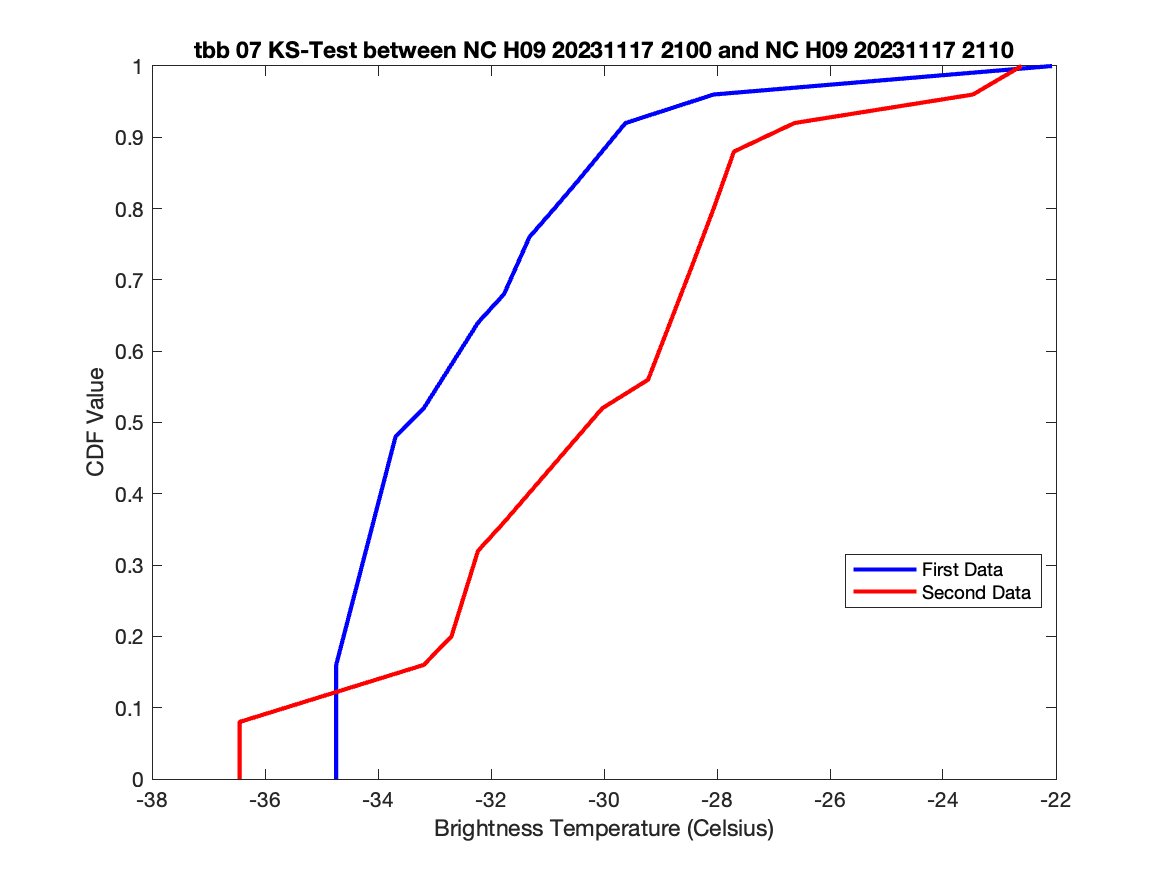 tbb 07 KS-Test between NC H09 20231117 2100 and NC H09 20231117 2110
1
0.9
0.8
0.7
0.6
0.5
0.4
0.3
0.2
0.1
0
CDF Value
First Data
Second Data
-38 -36 -34 -32 -30 -28 -26 -24 -22
Brightness Temperature (Celsius)